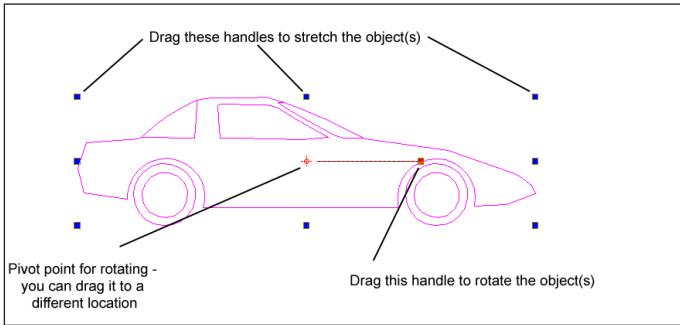 Drag these handles to stretch the object(s)
Pivot point for rotating -
you can drag it to a
different location
Drag this handle to rotate the object(s)